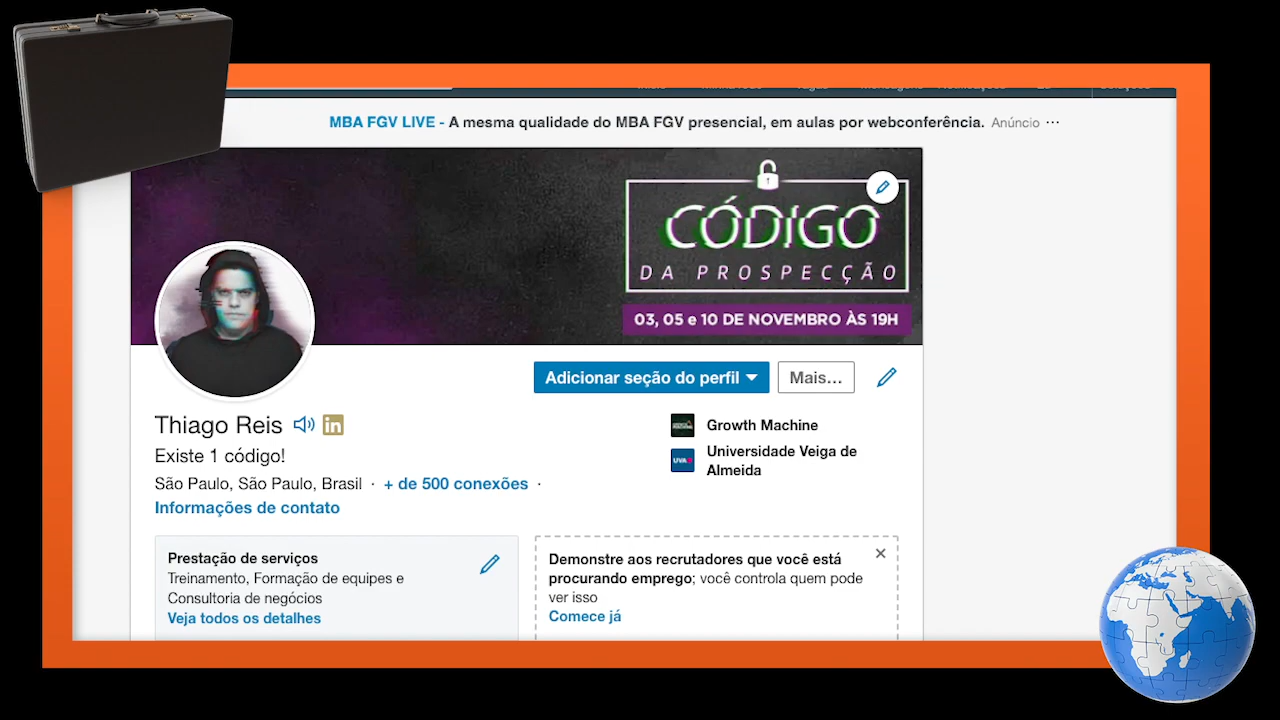 MBA FGV LIVE - A mesma qualidade do MBA FGV presencial, em aulas por webconferência. Anúncio ···
CÓDIGO
DA PROSPECÇÃO
03, 05 e 10 DE NOVEMBRO ÀS 19H
Adicionar seção do perfil
Mais...
Thiago Reis
in
Existe 1 código!
São Paulo, São Paulo, Brasil · + de 500 conexões ·
Informações de contato
Growth Machine
UVA
Universidade Veiga de
Almeida
Prestação de serviços
Treinamento, Formação de equipes e
Consultoria de negócios
Veja todos os detalhes
Demonstre aos recrutadores que você está
procurando emprego; você controla quem pode
ver isso
Comece já